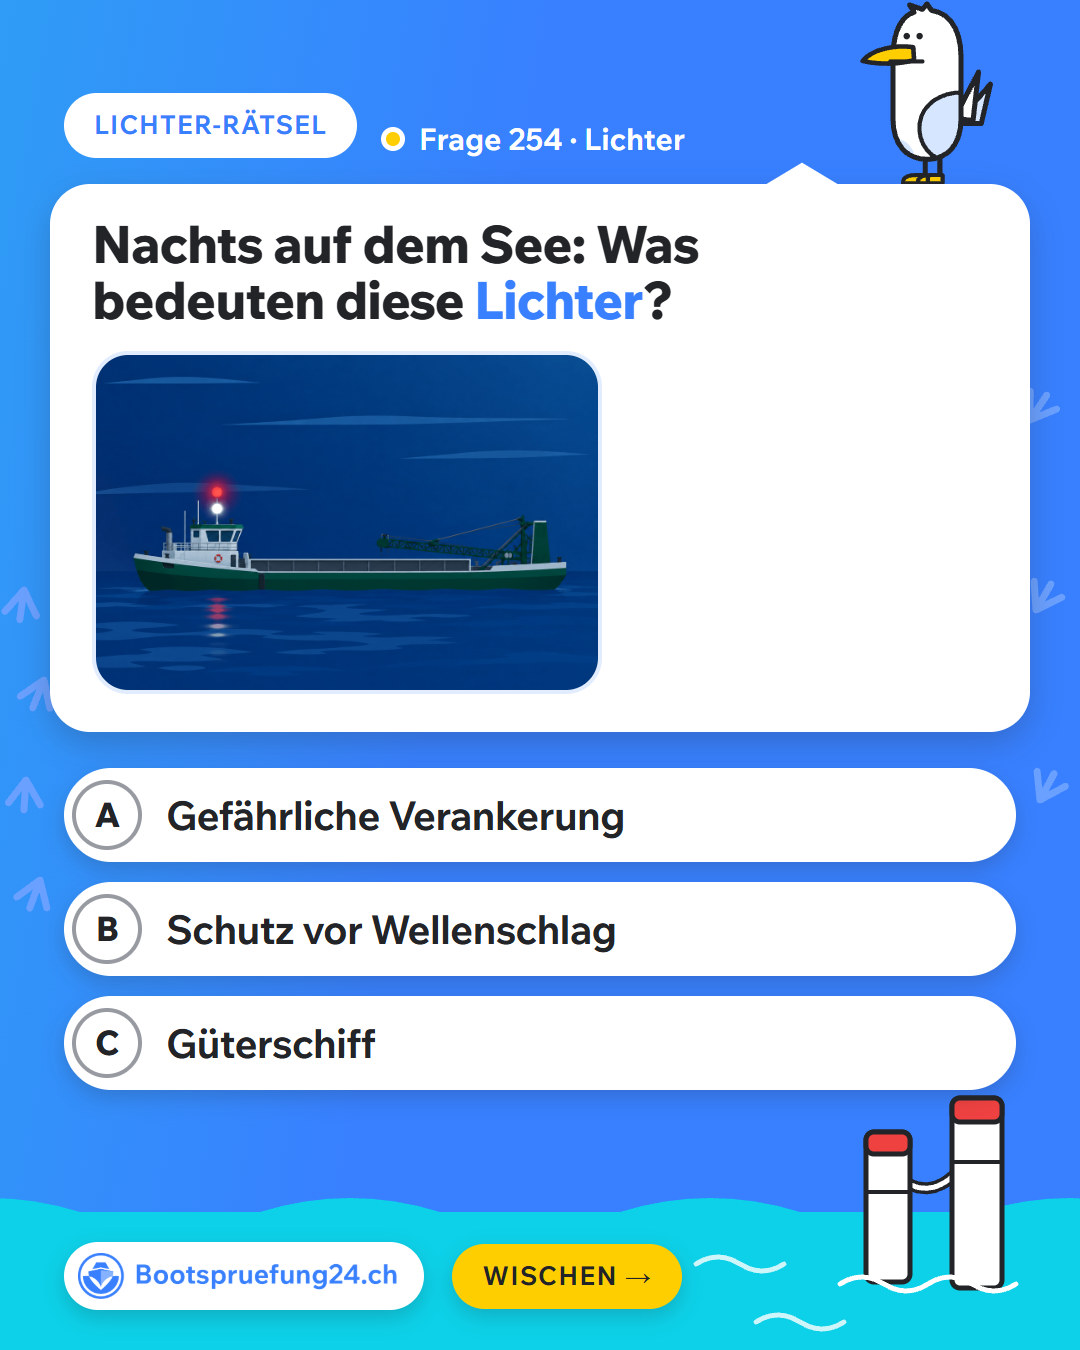 LICHTER-RÄTSEL
Frage 254 · Lichter
Nachts auf dem See: Was
bedeuten diese Lichter?
A Gefährliche Verankerung
B Schutz vor Wellenschlag
C Güterschiff
Bootspruefung24.ch
WISCHEN →